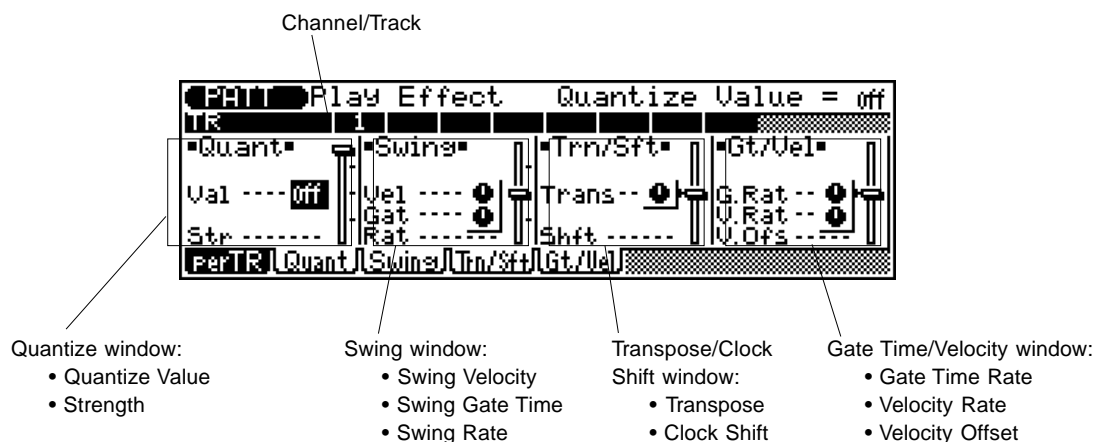 Channel/Track
PATT Play Effect Quantize Value = Off
TR 1
▪Quant▪ ▪Swing▪ ▪Trn/Sft▪ ▪Gt/Vel▪
Val ---- Off Vel ---- Trans-- G.Rat --
Gat ---- V.Rat --
Str ------- Rat ------- Shft ------ V.Ofs-----
perTR Quant Swing Trn/Sft Gt/Vel
Quantize window:
• Quantize Value
• Strength
Swing window:
• Swing Velocity
• Swing Gate Time
• Swing Rate
Transpose/Clock
Shift window:
• Transpose
• Clock Shift
Gate Time/Velocity window:
• Gate Time Rate
• Velocity Rate
• Velocity Offset